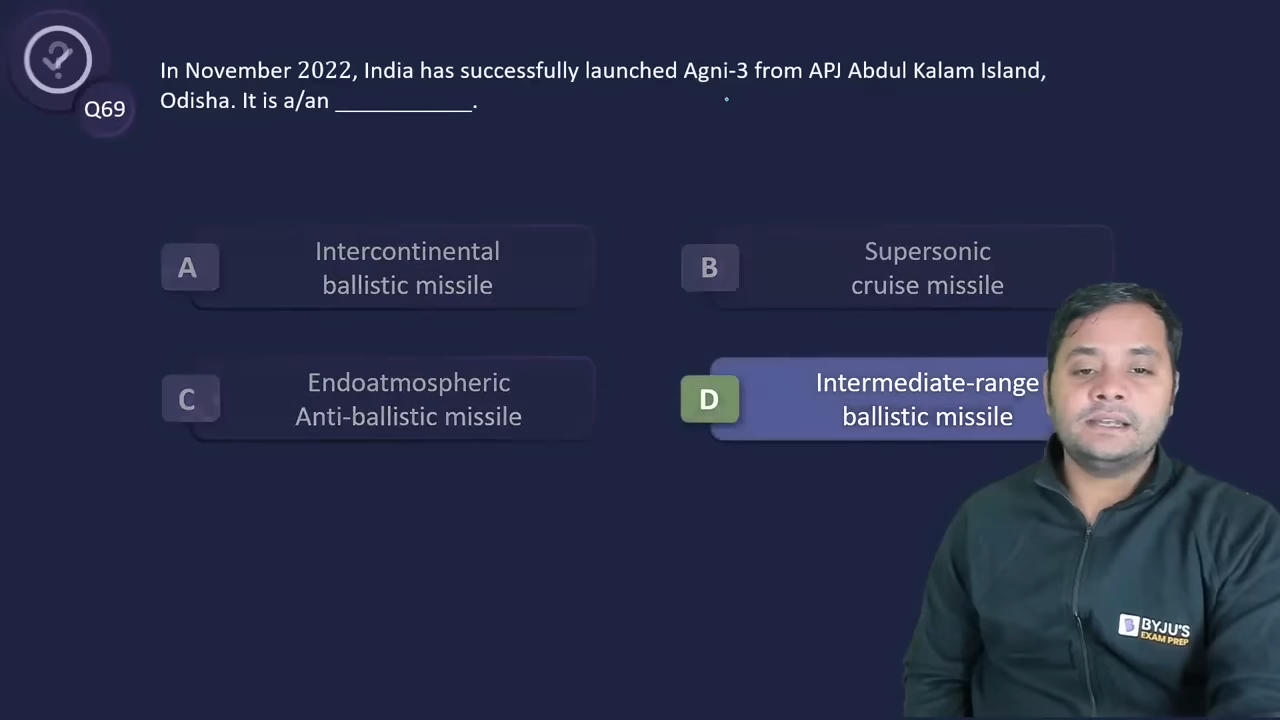 Q69
In November 2022, India has successfully launched Agni-3 from APJ Abdul Kalam Island,
Odisha. It is a/an ____________.
A
Intercontinental
ballistic missile
B
Supersonic
cruise missile
C
Endoatmospheric
Anti-ballistic missile
D
Intermediate-range
ballistic missile
B BYJU'S
EXAM PREP